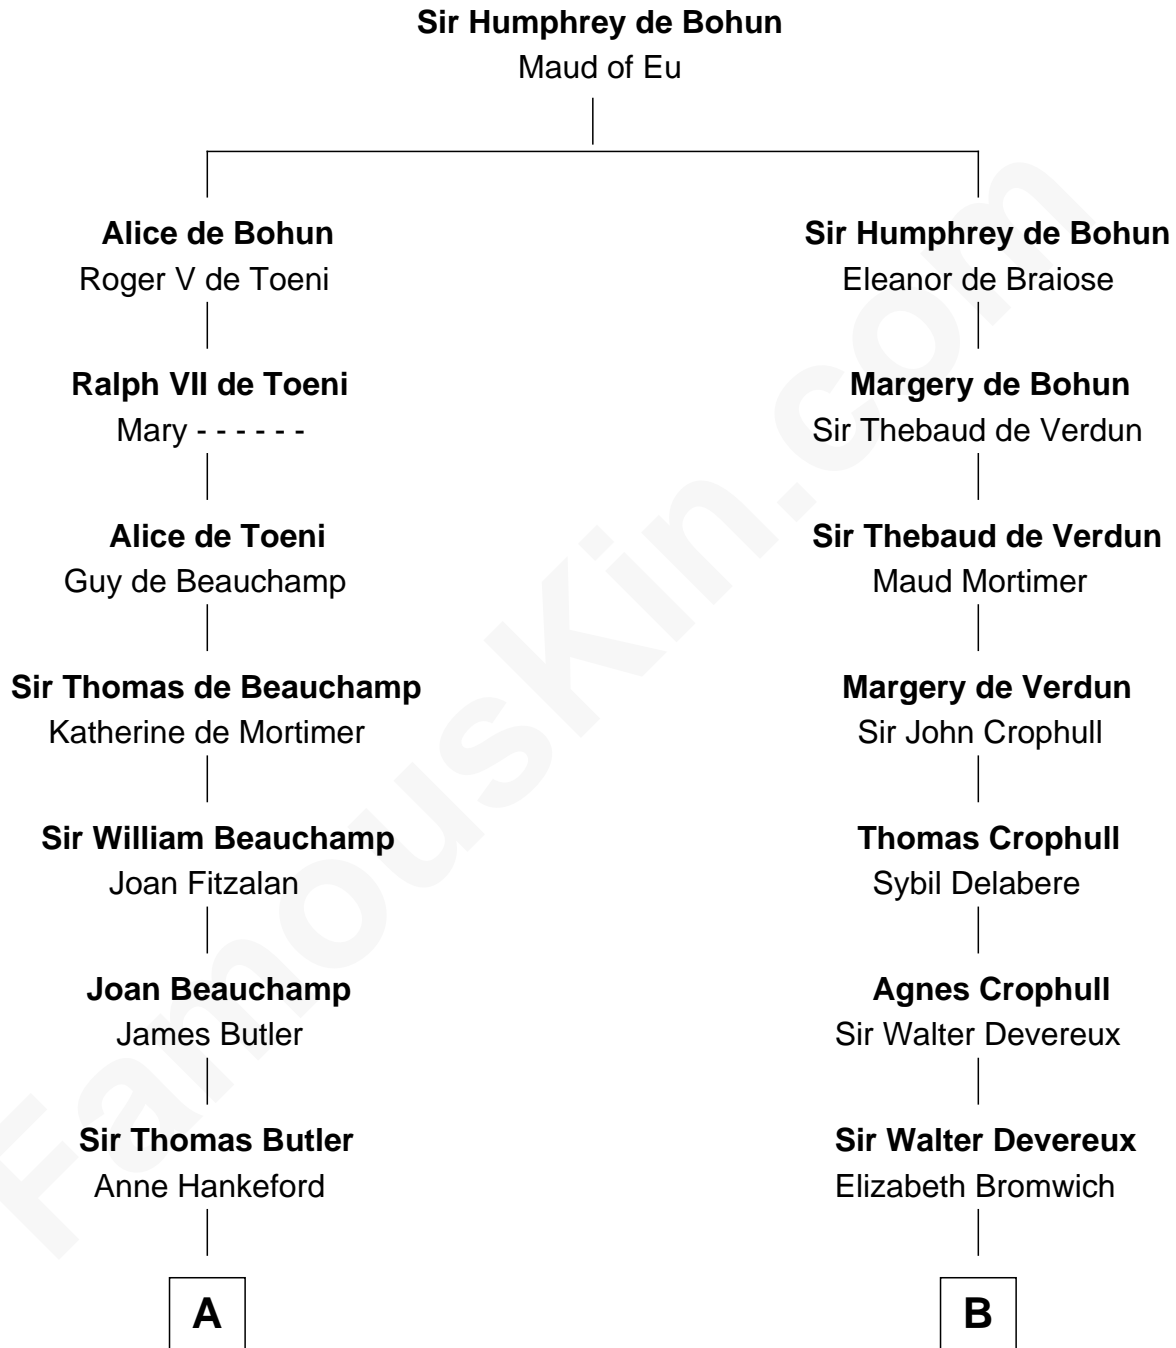 Sir Humphrey de Bohun
Maud of Eu
Alice de Bohun
Roger V de Toeni
Sir Humphrey de Bohun
Eleanor de Braiose
Ralph VII de Toeni
Mary - - - - - -
Margery de Bohun
Sir Thebaud de Verdun
Alice de Toeni
Guy de Beauchamp
Sir Thebaud de Verdun
Maud Mortimer
Sir Thomas de Beauchamp
Katherine de Mortimer
Margery de Verdun
Sir John Crophull
Sir William Beauchamp
Joan Fitzalan
Thomas Crophull
Sybil Delabere
Joan Beauchamp
James Butler
Agnes Crophull
Sir Walter Devereux
Sir Thomas Butler
Anne Hankeford
Sir Walter Devereux
Elizabeth Bromwich
A
B
FamousKin.com